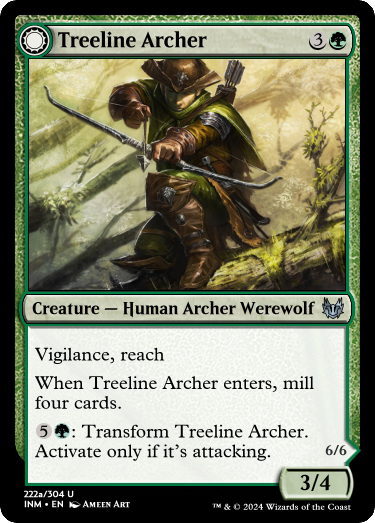 Treeline Archer 3
Creature — Human Archer Werewolf
Vigilance, reach
When Treeline Archer enters, mill
four cards.
5: Transform Treeline Archer.
Activate only if it's attacking.
6/6
3/4
222a/304 U
INM • EN Ameen Art
™ & © 2024 Wizards of the Coast